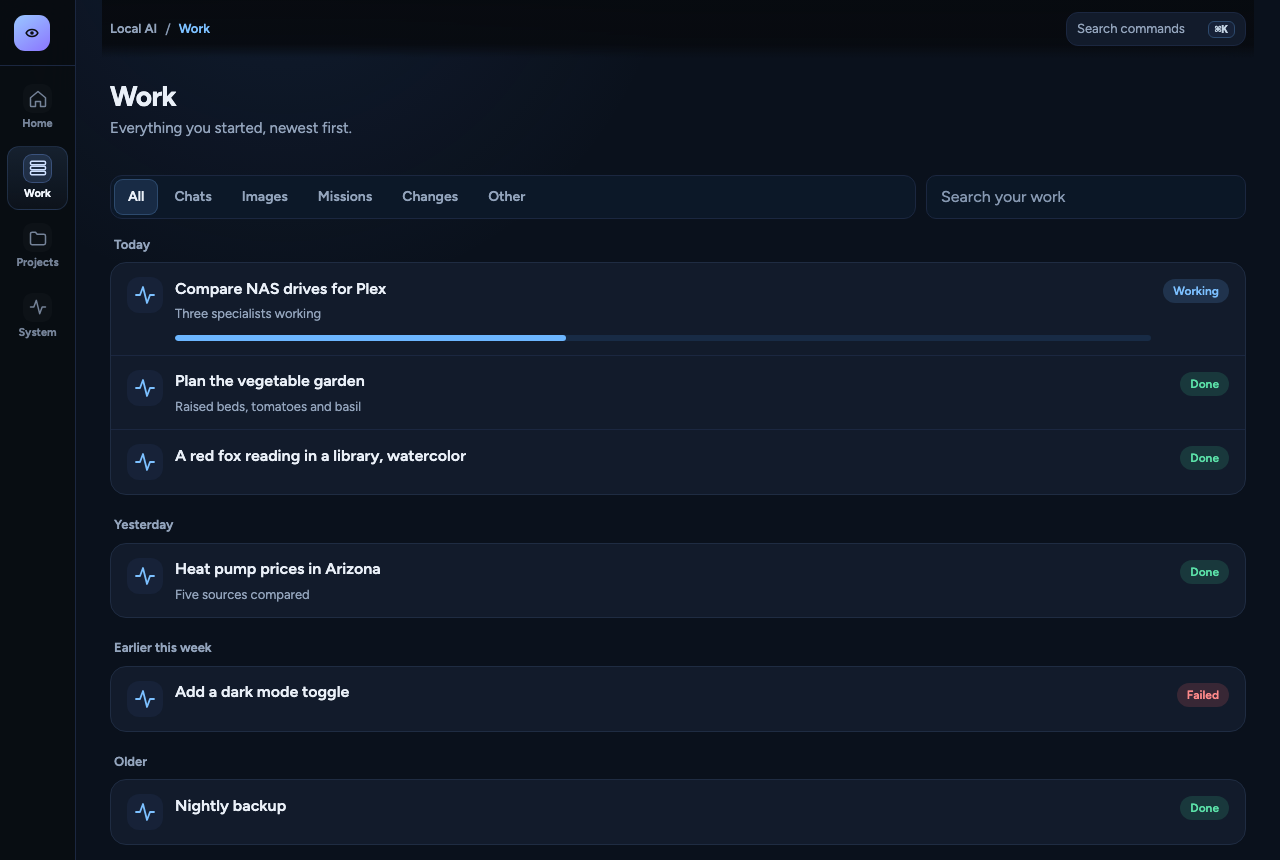 Local AI / Work
Search commands ⌘K
Home
Work
Projects
System
Work
Everything you started, newest first.
All Chats Images Missions Changes Other
Search your work
Today
Compare NAS drives for Plex
Working
Three specialists working
Plan the vegetable garden
Done
Raised beds, tomatoes and basil
A red fox reading in a library, watercolor
Done
Yesterday
Heat pump prices in Arizona
Done
Five sources compared
Earlier this week
Add a dark mode toggle
Failed
Older
Nightly backup
Done